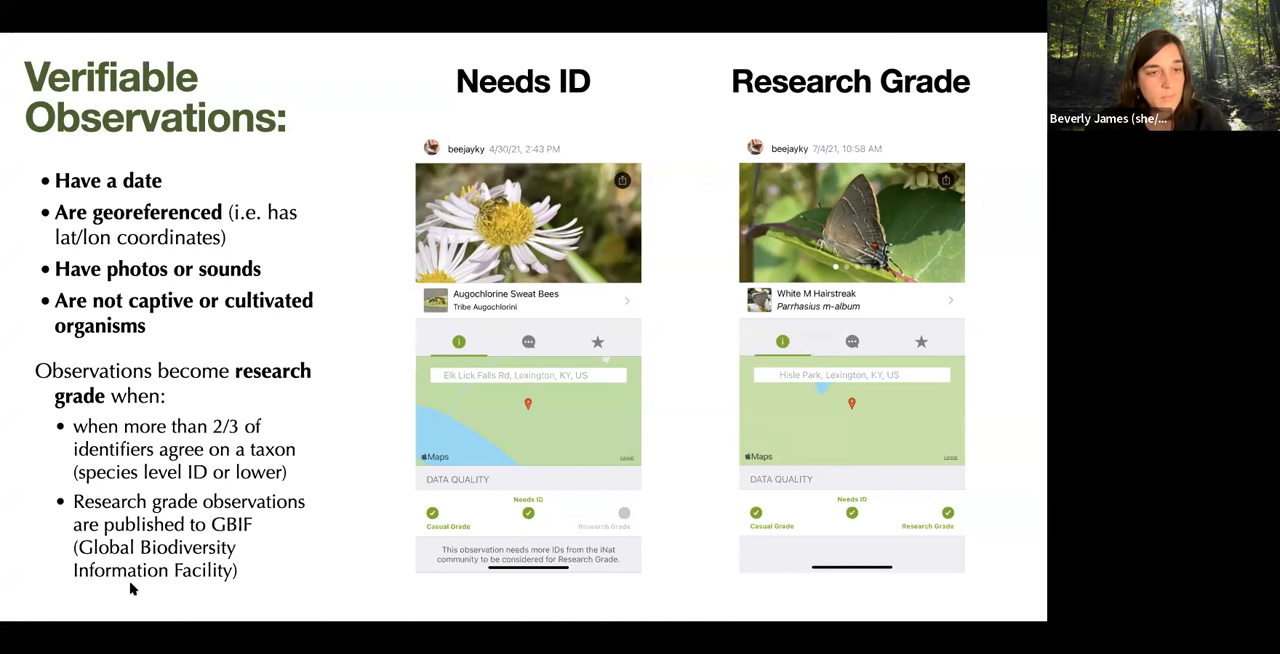 Verifiable
Observations:
• Have a date
• Are georeferenced (i.e. has
lat/lon coordinates)
• Have photos or sounds
• Are not captive or cultivated
organisms
Observations become research
grade when:
• when more than 2/3 of
identifiers agree on a taxon
(species level ID or lower)
• Research grade observations
are published to GBIF
(Global Biodiversity
Information Facility)
Needs ID
beejayky 4/30/21, 2:43 PM
Augochlorine Sweat Bees
Tribe Augochlorini
Elk Lick Falls Rd, Lexington, KY, US
Maps
Legal
DATA QUALITY
Needs ID
Casual Grade
Research Grade
This observation needs more IDs from the iNat
community to be considered for Research Grade.
Research Grade
beejayky 7/4/21, 10:58 AM
White M Hairstreak
Parrhasius m-album
Hisle Park, Lexington, KY, US
Maps
Legal
DATA QUALITY
Needs ID
Casual Grade
Research Grade
Beverly James (she/...